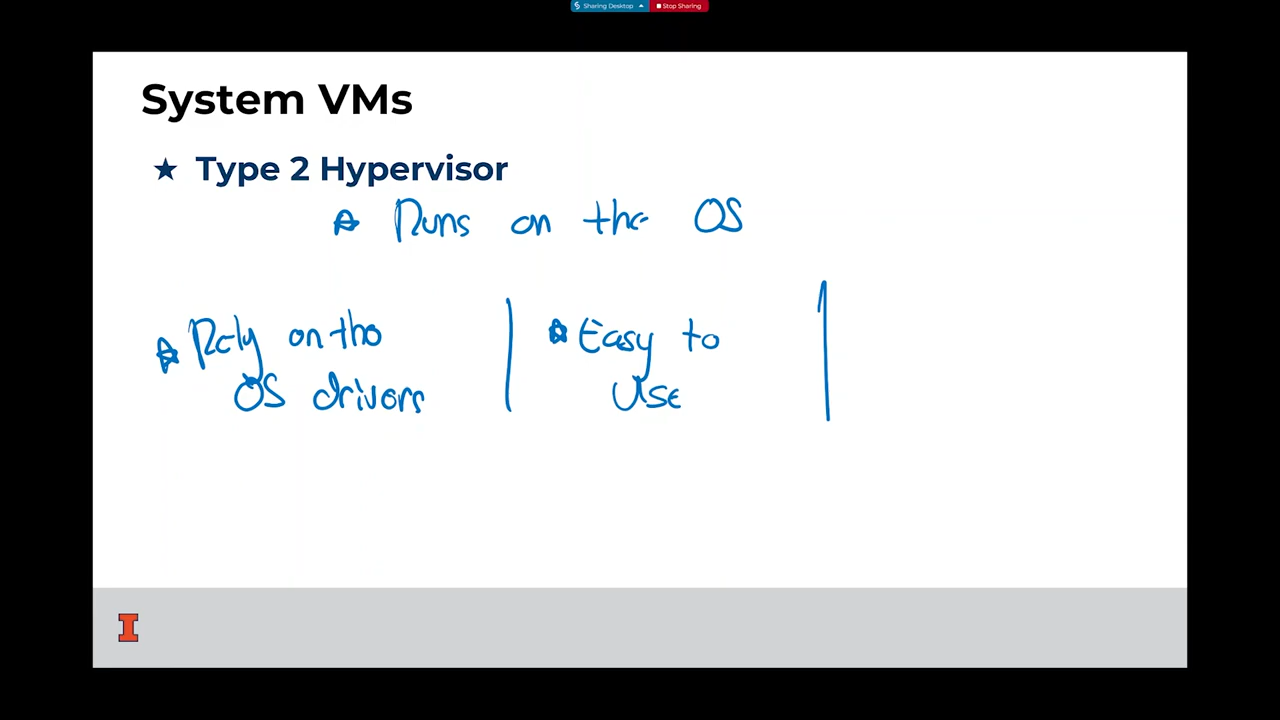 Sharing Desktop
Stop Sharing
System VMs
★ Type 2 Hypervisor
☆ Runs on the OS
☆ Rely on the
OS drivers
☆ Easy to
Use
I